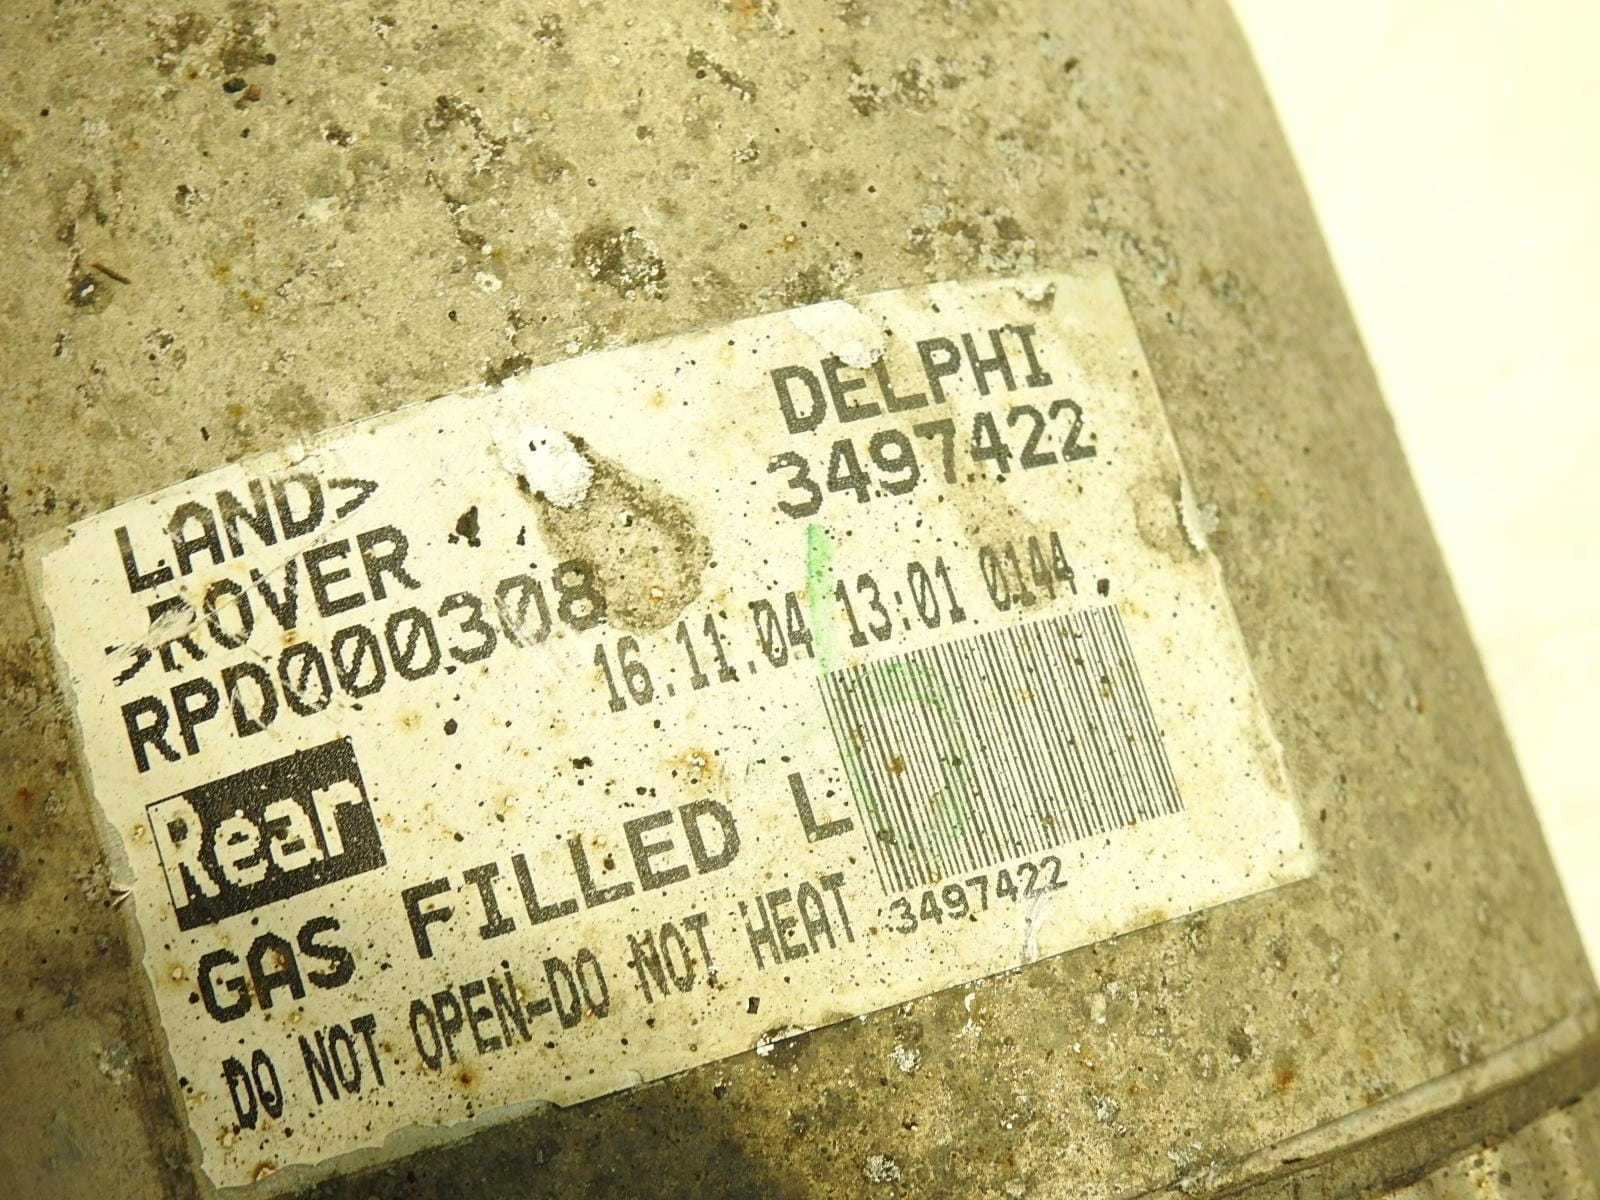 LAND>
>ROVER
RPD000308
DELPHI
3497422
16.11.04 13:01 0144
Rear
GAS FILLED L
3497422
DO NOT OPEN-DO NOT HEAT